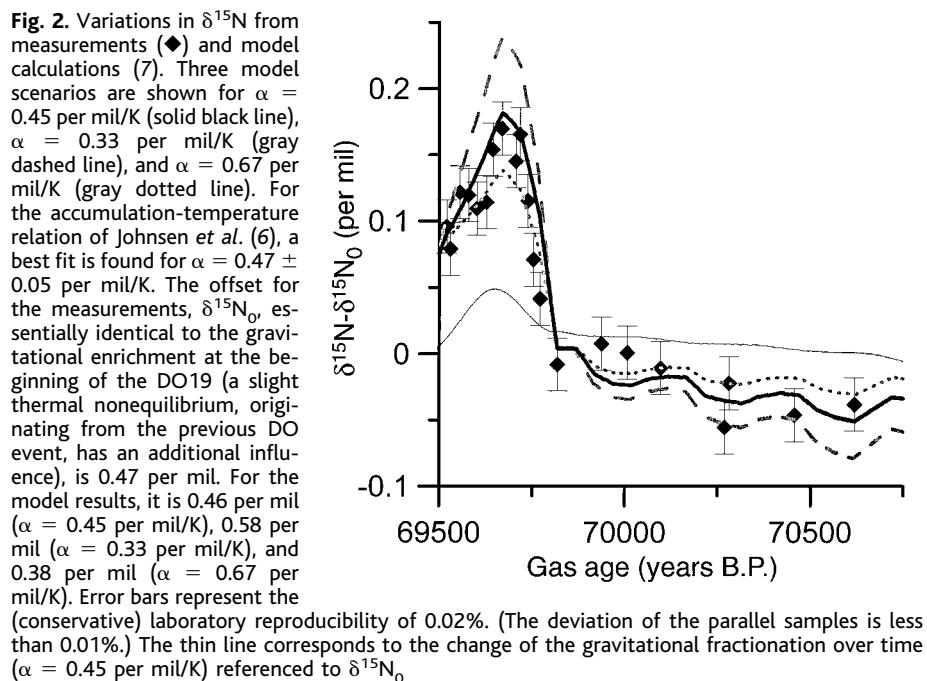 Fig. 2. Variations in δ¹⁵N from
measurements (◆) and model
calculations (7). Three model
scenarios are shown for α =
0.45 per mil/K (solid black line),
α = 0.33 per mil/K (gray
dashed line), and α = 0.67 per
mil/K (gray dotted line). For
the accumulation-temperature
relation of Johnsen et al. (6), a
best fit is found for α = 0.47 ±
0.05 per mil/K. The offset for
the measurements, δ¹⁵N₀, es-
sentially identical to the gravi-
tational enrichment at the be-
ginning of the DO19 (a slight
thermal nonequilibrium, origi-
nating from the previous DO
event, has an additional influ-
ence), is 0.47 per mil. For the
model results, it is 0.46 per mil
(α = 0.45 per mil/K), 0.58 per
mil (α = 0.33 per mil/K), and
0.38 per mil (α = 0.67 per
mil/K). Error bars represent the
(conservative) laboratory reproducibility of 0.02%. (The deviation of the parallel samples is less
than 0.01%.) The thin line corresponds to the change of the gravitational fractionation over time
(α = 0.45 per mil/K) referenced to δ¹⁵N₀
δ¹⁵N-δ¹⁵N₀ (per mil)
0.2
0.1
0
-0.1
69500 70000 70500
Gas age (years B.P.)